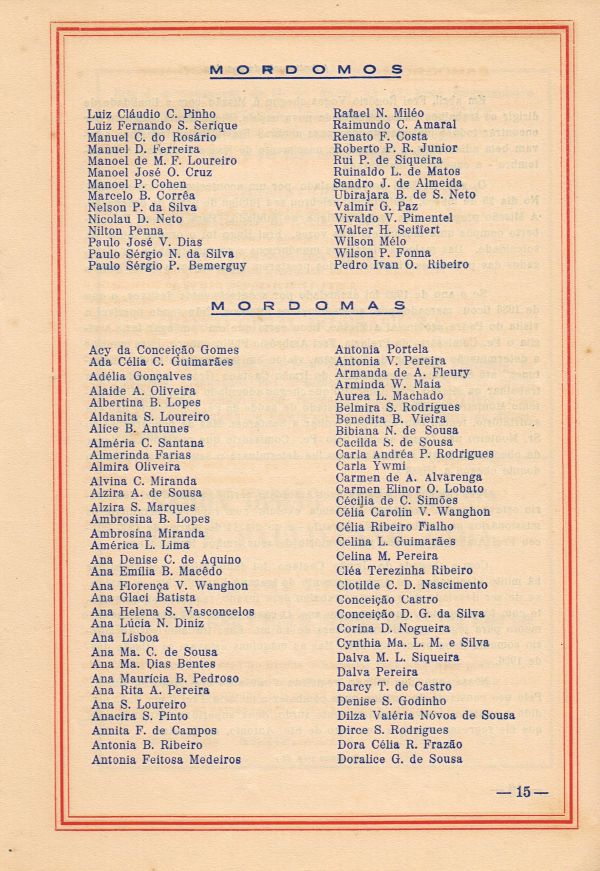 MORDOMOS
Luiz Cláudio C. Pinho
Luiz Fernando S. Serique
Manuel C. do Rosário
Manuel D. Ferreira
Manoel de M. F. Loureiro
Manoel José O. Cruz
Manoel P. Cohen
Marcelo B. Corrêa
Nelson P. da Silva
Nicolau D. Neto
Nilton Penna
Paulo José V. Dias
Paulo Sérgio N. da Silva
Paulo Sérgio P. Bemerguy
Rafael N. Miléo
Raimundo C. Amaral
Renato F. Costa
Roberto P. R. Junior
Rui P. de Siqueira
Ruinaldo L. de Matos
Sandro J. de Almeida
Ubirajara B. de S. Neto
Valmir G. Paz
Vivaldo V. Pimentel
Walter H. Seiffert
Wilson Mélo
Wilson P. Fonna
Pedro Ivan O. Ribeiro
MORDOMAS
Acy da Conceição Gomes
Ada Célia C. Guimarães
Adélia Gonçalves
Alaide A. Oliveira
Albertina B. Lopes
Aldanita S. Loureiro
Alice B. Antunes
Alméria C. Santana
Almerinda Farias
Almira Oliveira
Alvina C. Miranda
Alzira A. de Sousa
Alzira S. Marques
Ambrosina B. Lopes
Ambrosina Miranda
América L. Lima
Ana Denise C. de Aquino
Ana Emília B. Macêdo
Ana Florença V. Wanghon
Ana Glaci Batista
Ana Helena S. Vasconcelos
Ana Lúcia N. Diniz
Ana Lisboa
Ana Ma. C. de Sousa
Ana Ma. Dias Bentes
Ana Maurícia B. Pedroso
Ana Rita A. Pereira
Ana S. Loureiro
Anacira S. Pinto
Annita F. de Campos
Antonia B. Ribeiro
Antonia Feitosa Medeiros
Antonia Portela
Antonia V. Pereira
Armanda de A. Fleury
Arminda W. Maia
Aurea L. Machado
Belmira S. Rodrigues
Benedita B. Vieira
Bibiana N. de Sousa
Cacilda S. de Sousa
Carla Andréa P. Rodrigues
Carla Ywmi
Carmen de A. Alvarenga
Carmen Elinor O. Lobato
Cécilia de C. Simões
Célia Carolin V. Wanghon
Célia Ribeiro Fialho
Celina L. Guimarães
Celina M. Pereira
Cléa Terezinha Ribeiro
Clotilde C. D. Nascimento
Conceição Castro
Conceição D. G. da Silva
Corina D. Nogueira
Cynthia Ma. L. M. e Silva
Dalva M. L. Siqueira
Dalva Pereira
Darcy T. de Castro
Denise S. Godinho
Dilza Valéria Nóvoa de Sousa
Dirce S. Rodrigues
Dora Célia R. Frazão
Doralice G. de Sousa
— 15 —